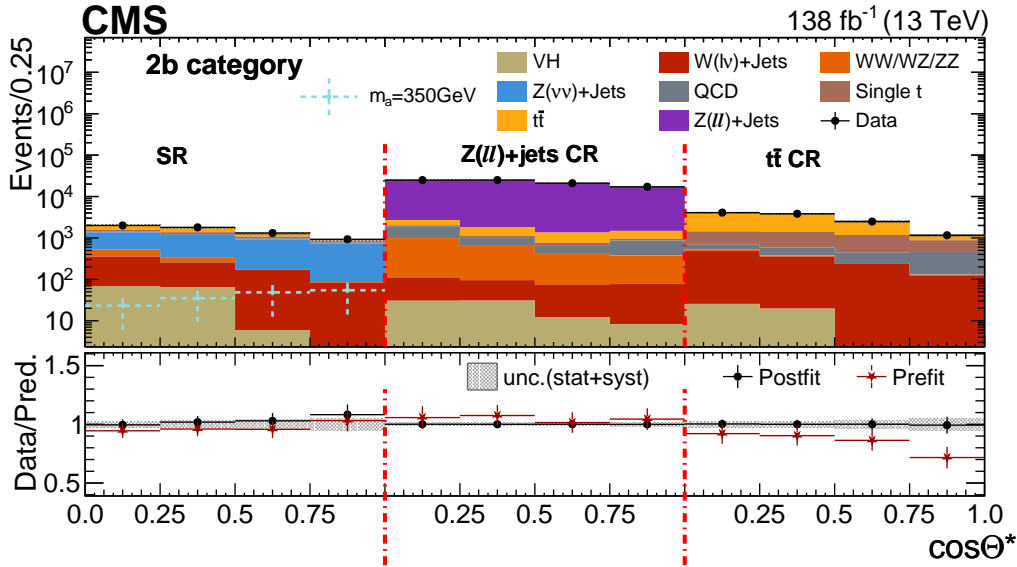 CMS 138 fb⁻¹ (13 TeV)
Events/0.25
10⁷
10⁶
10⁵
10⁴
10³
10²
10
2b category
mₐ=350GeV
VH W(lν)+Jets WW/WZ/ZZ
Z(νν)+Jets QCD Single t
tt̄ Z(ll)+Jets Data
SR Z(ll)+jets CR tt̄ CR
Data/Pred.
1.5
1
0.5
unc.(stat+syst) Postfit Prefit
0.0 0.25 0.5 0.75 0.25 0.5 0.75 0.25 0.5 0.75 1.0
cosΘ*